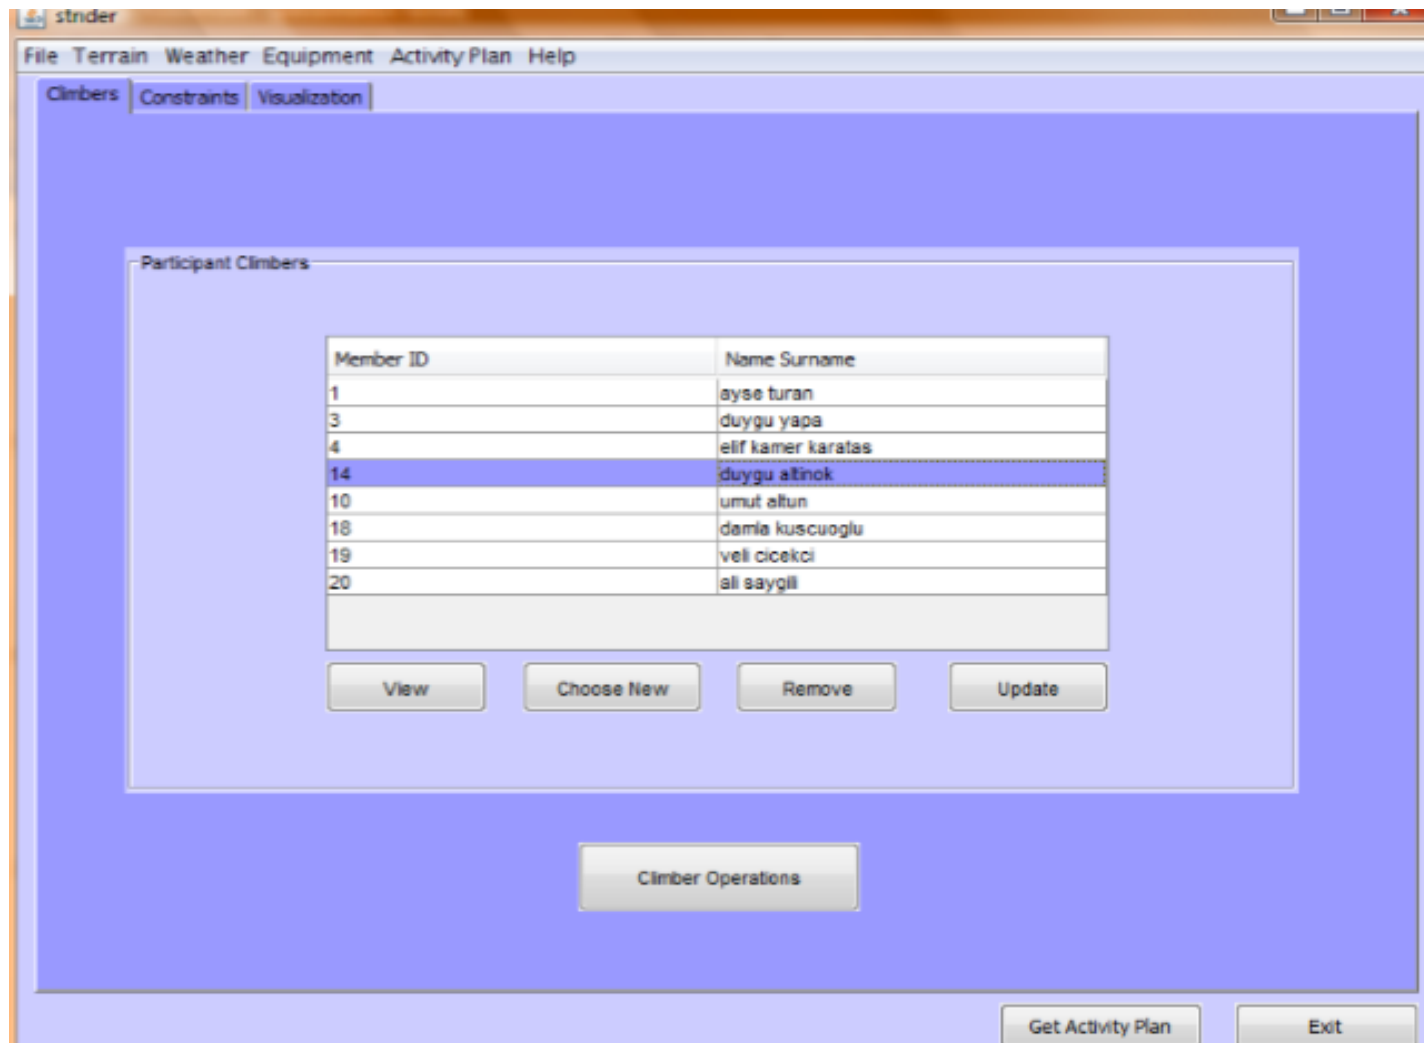 strider
File Terrain Weather Equipment Activity Plan Help
Climbers Constraints Visualization
Participant Climbers
Member ID Name Surname
1 ayse turan
3 duygu yapa
4 elif kamer karatas
14 duygu altinok
10 umut altun
18 damla kuscuoglu
19 veli cicekci
20 ali saygili
View Choose New Remove Update
Climber Operations
Get Activity Plan Exit